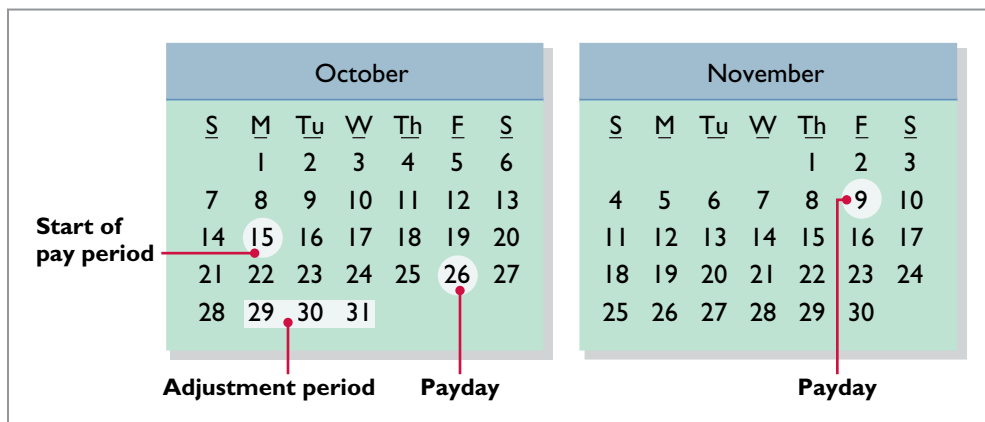 October
S M Tu W Th F S
1 2 3 4 5 6
7 8 9 10 11 12 13
14 15 16 17 18 19 20
21 22 23 24 25 26 27
28 29 30 31
November
S M Tu W Th F S
1 2 3
4 5 6 7 8 9 10
11 12 13 14 15 16 17
18 19 20 21 22 23 24
25 26 27 28 29 30
Start of
pay period
Adjustment period
Payday
Payday